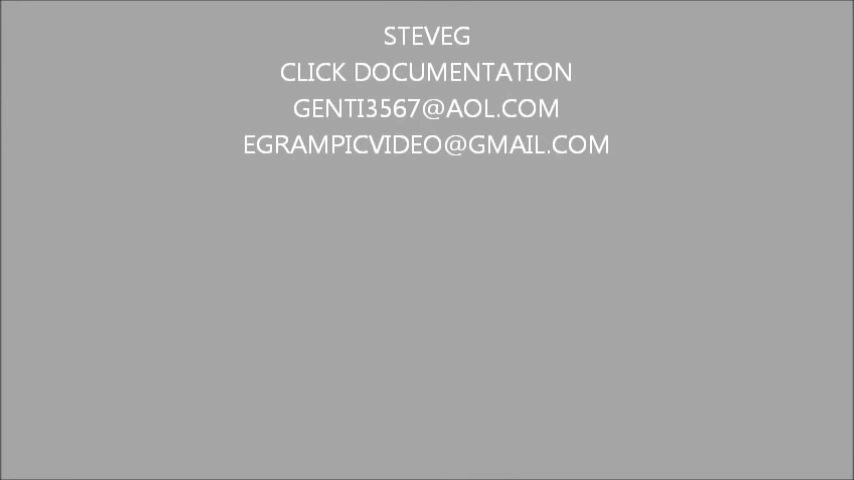 STEVEG
CLICK DOCUMENTATION
GENTI3567@AOL.COM
EGRAMPICVIDEO@GMAIL.COM